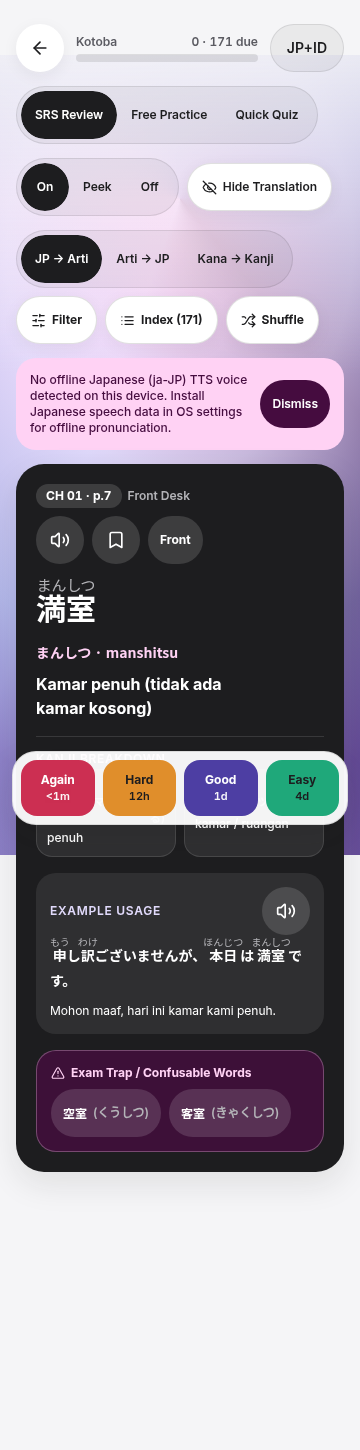 Kotoba 0 · 171 due JP+ID
SRS Review Free Practice Quick Quiz
On Peek Off Hide Translation
JP → Arti Arti → JP Kana → Kanji
Filter Index (171) Shuffle
No offline Japanese (ja-JP) TTS voice
detected on this device. Install
Japanese speech data in OS settings
for offline pronunciation.
Dismiss
CH 01 · p.7 Front Desk
Front
まんしつ
満室
まんしつ · manshitsu
Kamar penuh (tidak ada
kamar kosong)
Again Hard Good Easy
<1m 12h 1d 4d
penuh
kamar / ruangan
EXAMPLE USAGE
もう わけ ほんじつ まんしつ
申し訳ございませんが、本日は満室で
す。
Mohon maaf, hari ini kamar kami penuh.
Exam Trap / Confusable Words
空室 (くうしつ) 客室 (きゃくしつ)